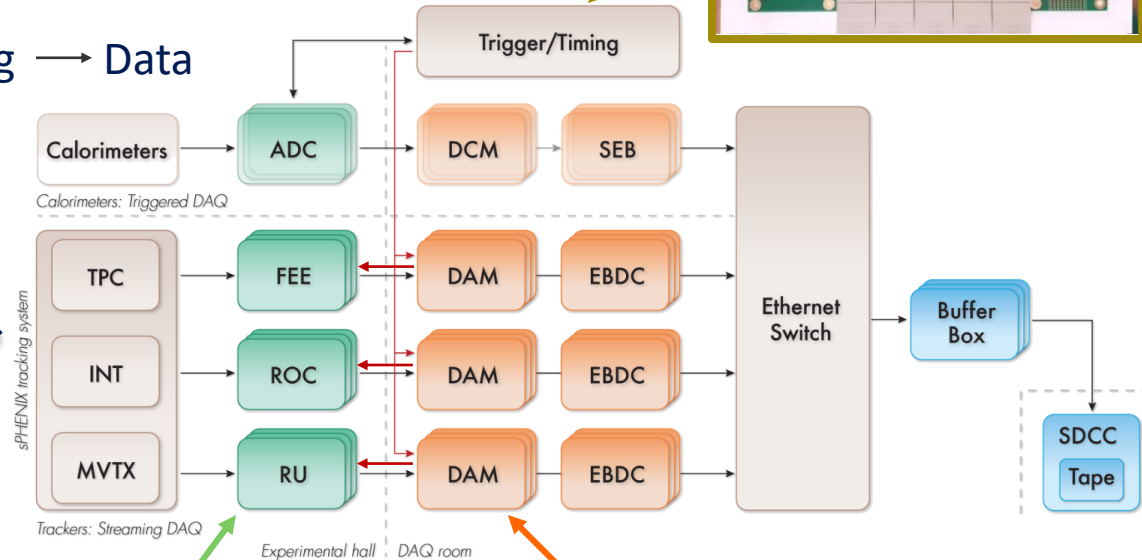 g → Data
Trigger/Timing
Calorimeters
ADC
DCM
SEB
Calorimeters: Triggered DAQ
sPHENIX tracking system
TPC
FEE
DAM
EBDC
INT
ROC
DAM
EBDC
MVTX
RU
DAM
EBDC
Ethernet
Switch
Buffer
Box
SDCC
Tape
Trackers: Streaming DAQ
Experimental hall
DAQ room